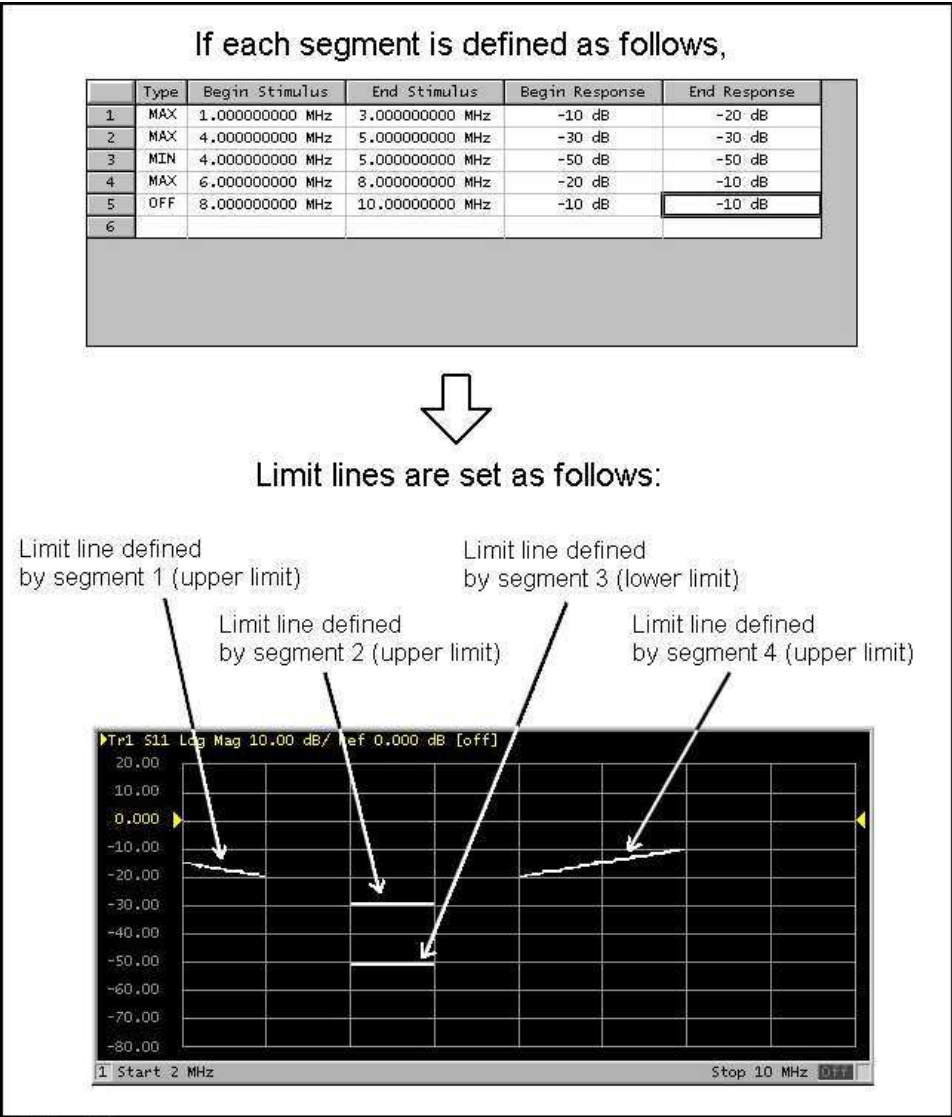 If each segment is defined as follows,
Type Begin Stimulus End Stimulus Begin Response End Response
1 MAX 1.000000000 MHz 3.000000000 MHz -10 dB -20 dB
2 MAX 4.000000000 MHz 5.000000000 MHz -30 dB -30 dB
3 MIN 4.000000000 MHz 5.000000000 MHz -50 dB -50 dB
4 MAX 6.000000000 MHz 8.000000000 MHz -20 dB -10 dB
5 OFF 8.000000000 MHz 10.00000000 MHz -10 dB -10 dB
6
Limit lines are set as follows:
Limit line defined
by segment 1 (upper limit)
Limit line defined
by segment 3 (lower limit)
Limit line defined
by segment 2 (upper limit)
Limit line defined
by segment 4 (upper limit)
Tr1 S11 Log Mag 10.00 dB/ Ref 0.000 dB [off]
20.00
10.00
0.000
-10.00
-20.00
-30.00
-40.00
-50.00
-60.00
-70.00
-80.00
1 Start 2 MHz Stop 10 MHz Off